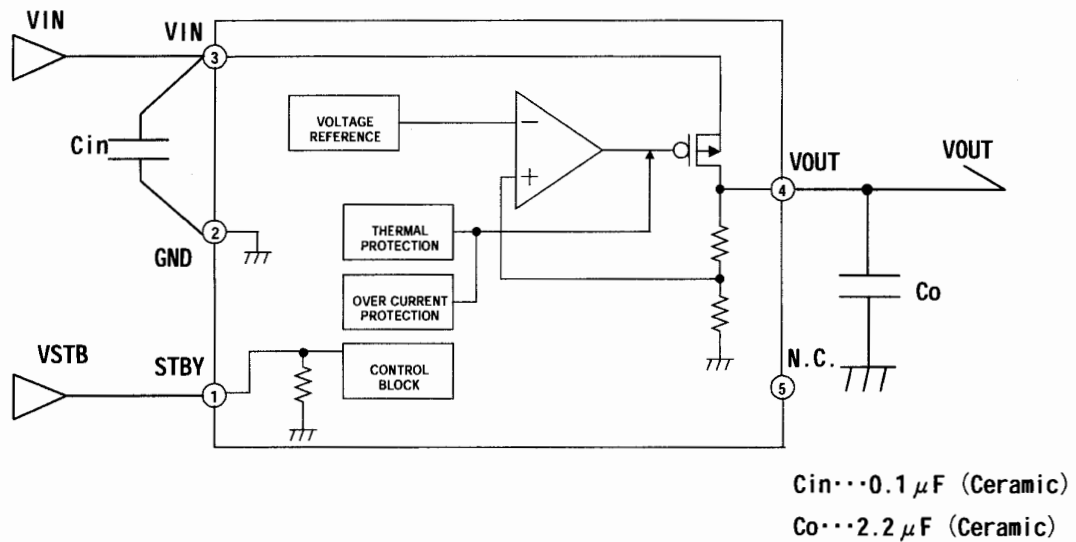 VIN
VIN
3
VOLTAGE
REFERENCE
−
+
Cin
VOUT
VOUT
4
2
GND
THERMAL
PROTECTION
OVER CURRENT
PROTECTION
Co
VSTB
STBY
1
CONTROL
BLOCK
N.C.
5
Cin･･･0.1μF (Ceramic)
Co･･･2.2μF (Ceramic)